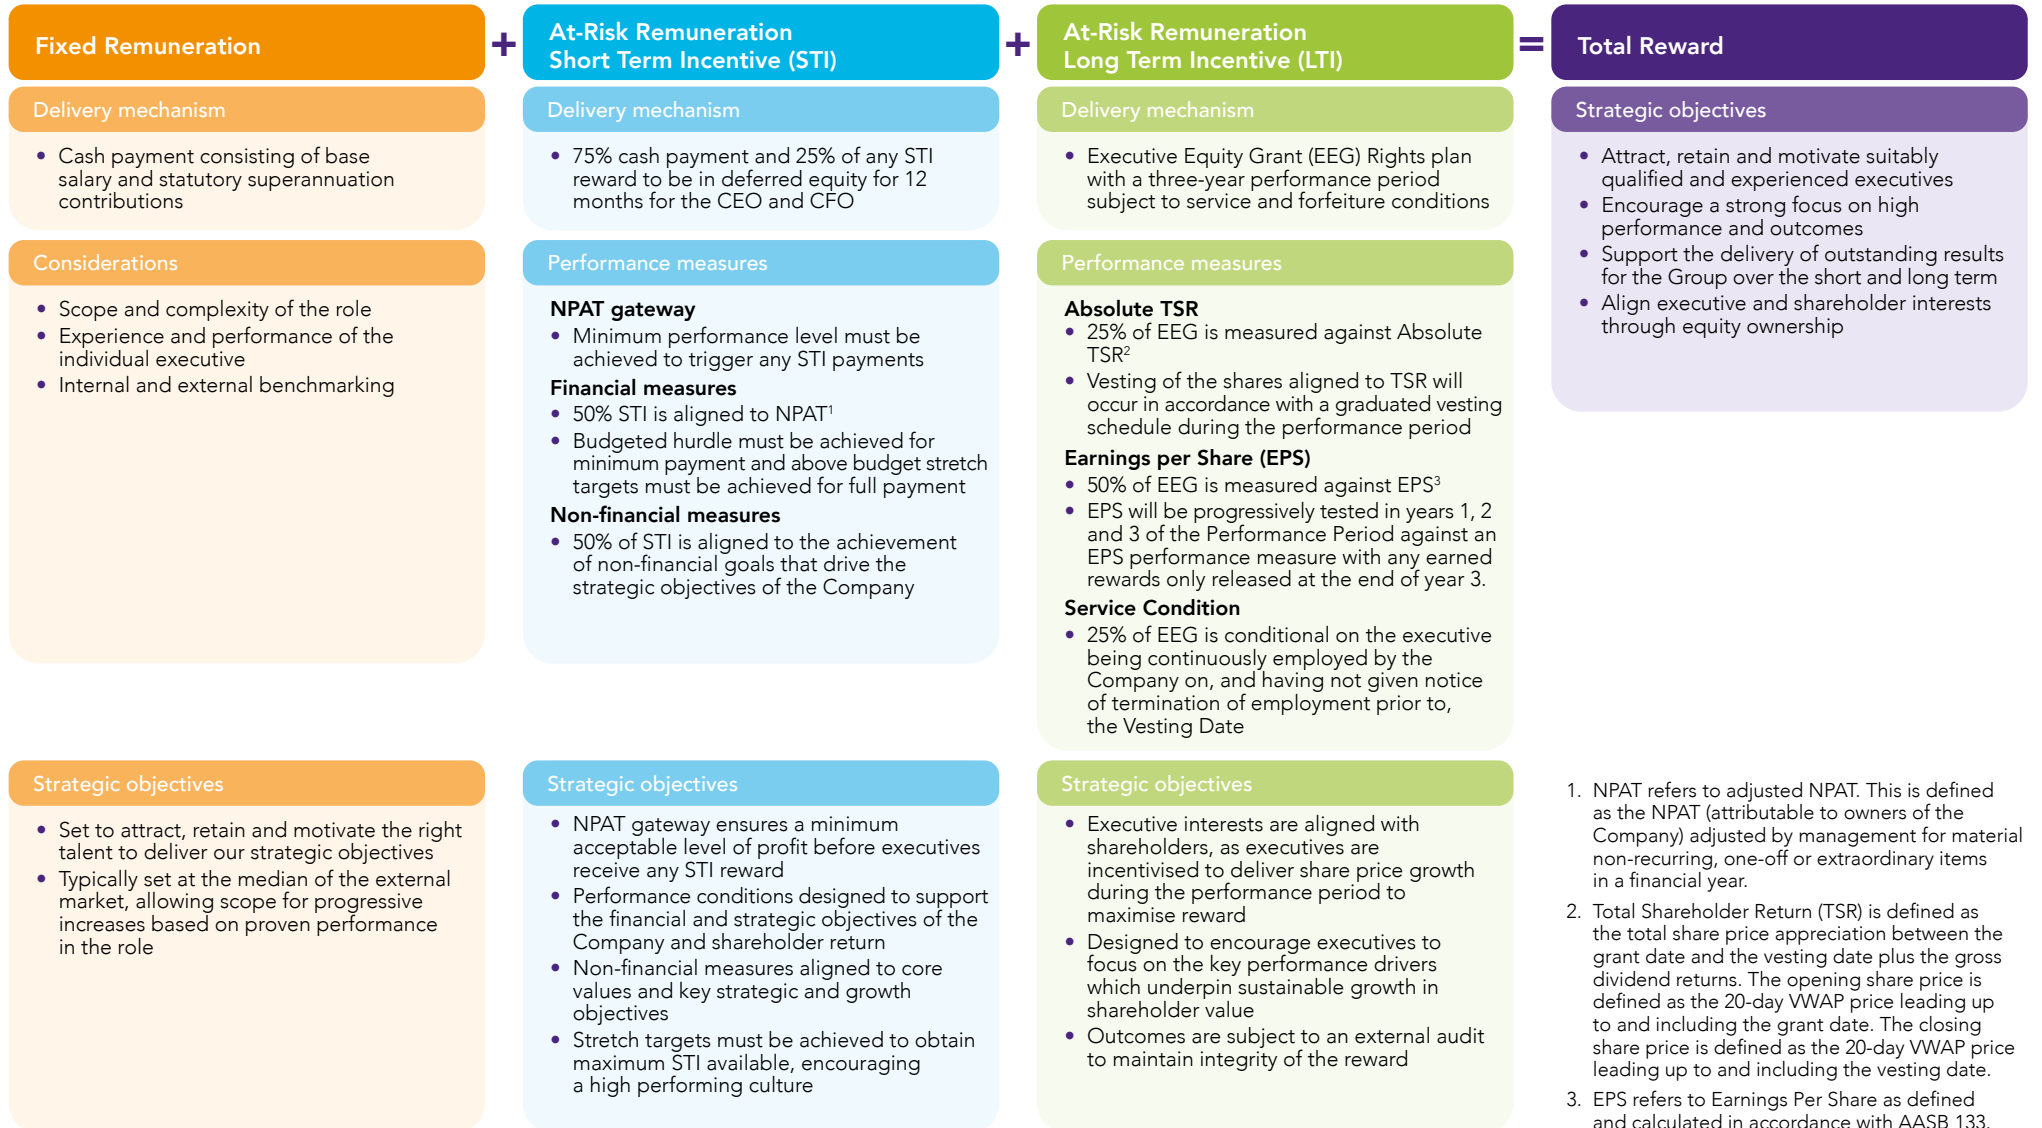 Fixed Remuneration
+
At-Risk Remuneration
Short Term Incentive (STI)
+
At-Risk Remuneration
Long Term Incentive (LTI)
=
Total Reward
Delivery mechanism
• Cash payment consisting of base
salary and statutory superannuation
contributions
Considerations
• Scope and complexity of the role
• Experience and performance of the
individual executive
• Internal and external benchmarking
Strategic objectives
• Set to attract, retain and motivate the right
talent to deliver our strategic objectives
• Typically set at the median of the external
market, allowing scope for progressive
increases based on proven performance
in the role
Delivery mechanism
• 75% cash payment and 25% of any STI
reward to be in deferred equity for 12
months for the CEO and CFO
Performance measures
NPAT gateway
• Minimum performance level must be
achieved to trigger any STI payments
Financial measures
• 50% STI is aligned to NPAT¹
• Budgeted hurdle must be achieved for
minimum payment and above budget stretch
targets must be achieved for full payment
Non-financial measures
• 50% of STI is aligned to the achievement
of non-financial goals that drive the
strategic objectives of the Company
Strategic objectives
• NPAT gateway ensures a minimum
acceptable level of profit before executives
receive any STI reward
• Performance conditions designed to support
the financial and strategic objectives of the
Company and shareholder return
• Non-financial measures aligned to core
values and key strategic and growth
objectives
• Stretch targets must be achieved to obtain
maximum STI available, encouraging
a high performing culture
Delivery mechanism
• Executive Equity Grant (EEG) Rights plan
with a three-year performance period
subject to service and forfeiture conditions
Performance measures
Absolute TSR
• 25% of EEG is measured against Absolute
TSR²
• Vesting of the shares aligned to TSR will
occur in accordance with a graduated vesting
schedule during the performance period
Earnings per Share (EPS)
• 50% of EEG is measured against EPS³
• EPS will be progressively tested in years 1, 2
and 3 of the Performance Period against an
EPS performance measure with any earned
rewards only released at the end of year 3.
Service Condition
• 25% of EEG is conditional on the executive
being continuously employed by the
Company on, and having not given notice
of termination of employment prior to,
the Vesting Date
Strategic objectives
• Executive interests are aligned with
shareholders, as executives are
incentivised to deliver share price growth
during the performance period to
maximise reward
• Designed to encourage executives to
focus on the key performance drivers
which underpin sustainable growth in
shareholder value
• Outcomes are subject to an external audit
to maintain integrity of the reward
Strategic objectives
• Attract, retain and motivate suitably
qualified and experienced executives
• Encourage a strong focus on high
performance and outcomes
• Support the delivery of outstanding results
for the Group over the short and long term
• Align executive and shareholder interests
through equity ownership
1. NPAT refers to adjusted NPAT. This is defined
as the NPAT (attributable to owners of the
Company) adjusted by management for material
non-recurring, one-off or extraordinary items
in a financial year.
2. Total Shareholder Return (TSR) is defined as
the total share price appreciation between the
grant date and the vesting date plus the gross
dividend returns. The opening share price is
defined as the 20-day VWAP price leading up
to and including the grant date. The closing
share price is defined as the 20-day VWAP price
leading up to and including the vesting date.
3. EPS refers to Earnings Per Share as defined
and calculated in accordance with AASB 133.